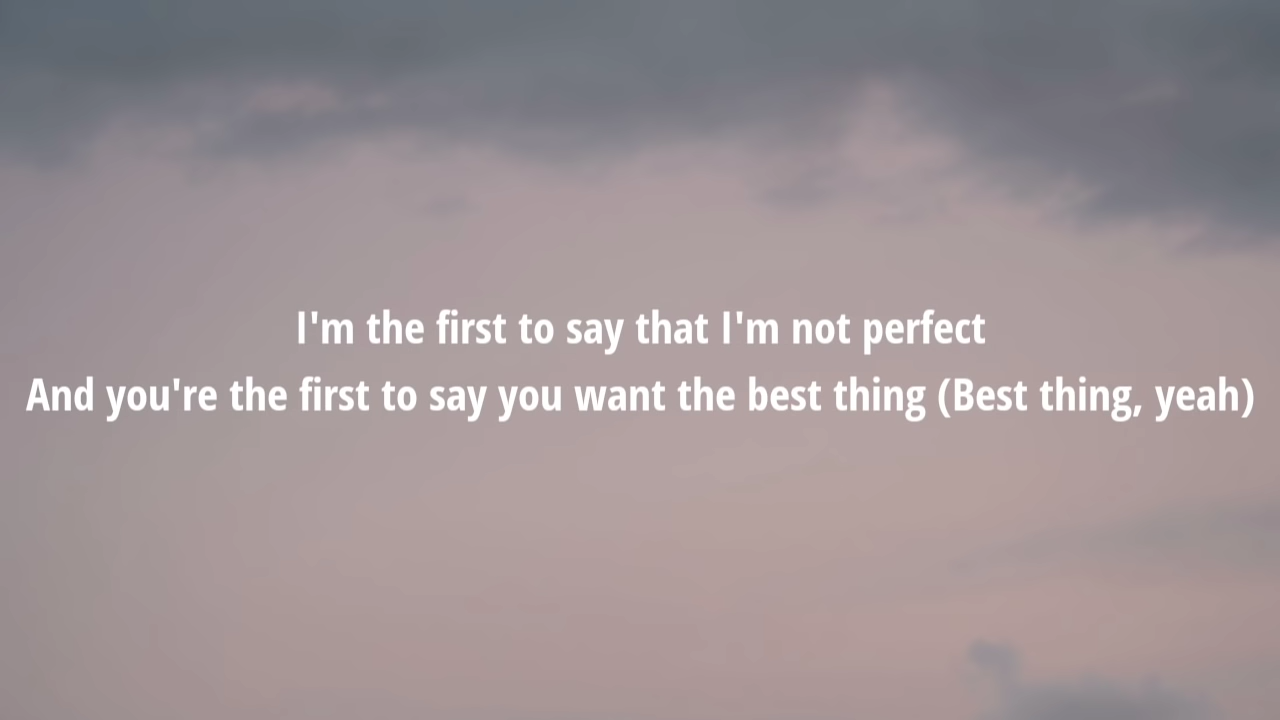 I'm the first to say that I'm not perfect
And you're the first to say you want the best thing (Best thing, yeah)